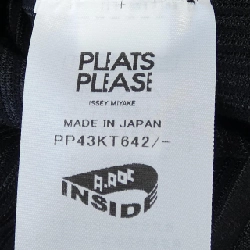 PLEATS
PLEASE
ISSEY MIYAKE
MADE IN JAPAN
PP43KT642/-
A.POC
INSIDE